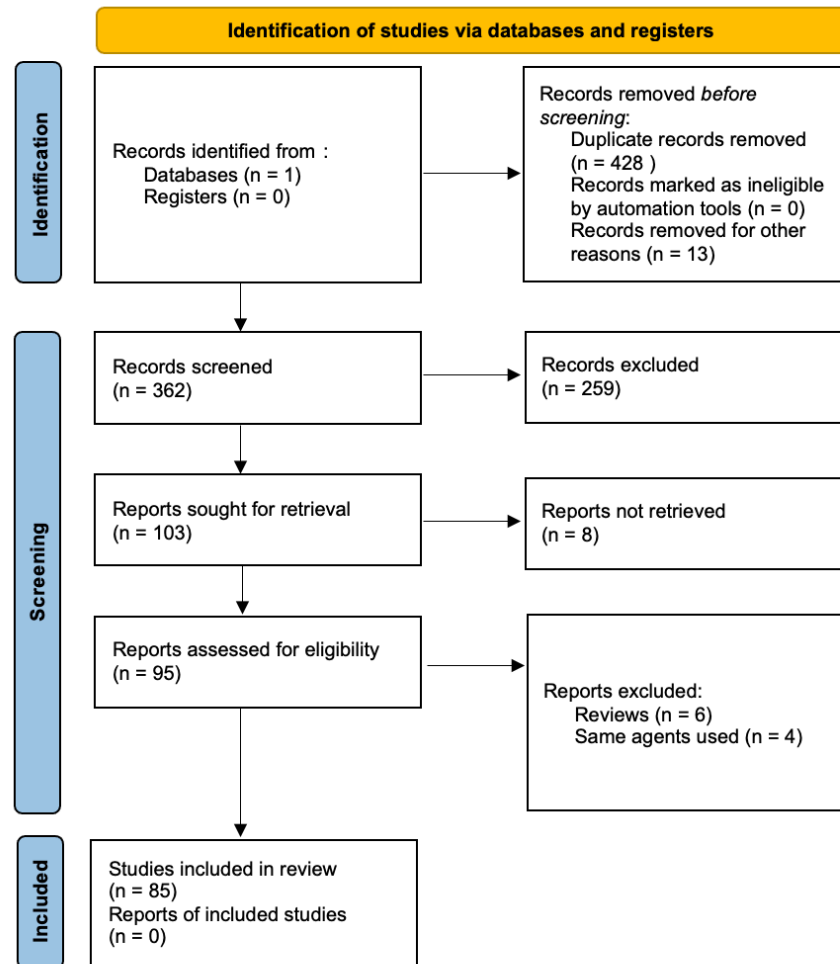 Identification of studies via databases and registers
Identification
Records identified from :
Databases (n = 1)
Registers (n = 0)
Records removed before
screening:
Duplicate records removed
(n = 428 )
Records marked as ineligible
by automation tools (n = 0)
Records removed for other
reasons (n = 13)
Screening
Records screened
(n = 362)
Records excluded
(n = 259)
Reports sought for retrieval
(n = 103)
Reports not retrieved
(n = 8)
Reports assessed for eligibility
(n = 95)
Reports excluded:
Reviews (n = 6)
Same agents used (n = 4)
Included
Studies included in review
(n = 85)
Reports of included studies
(n = 0)